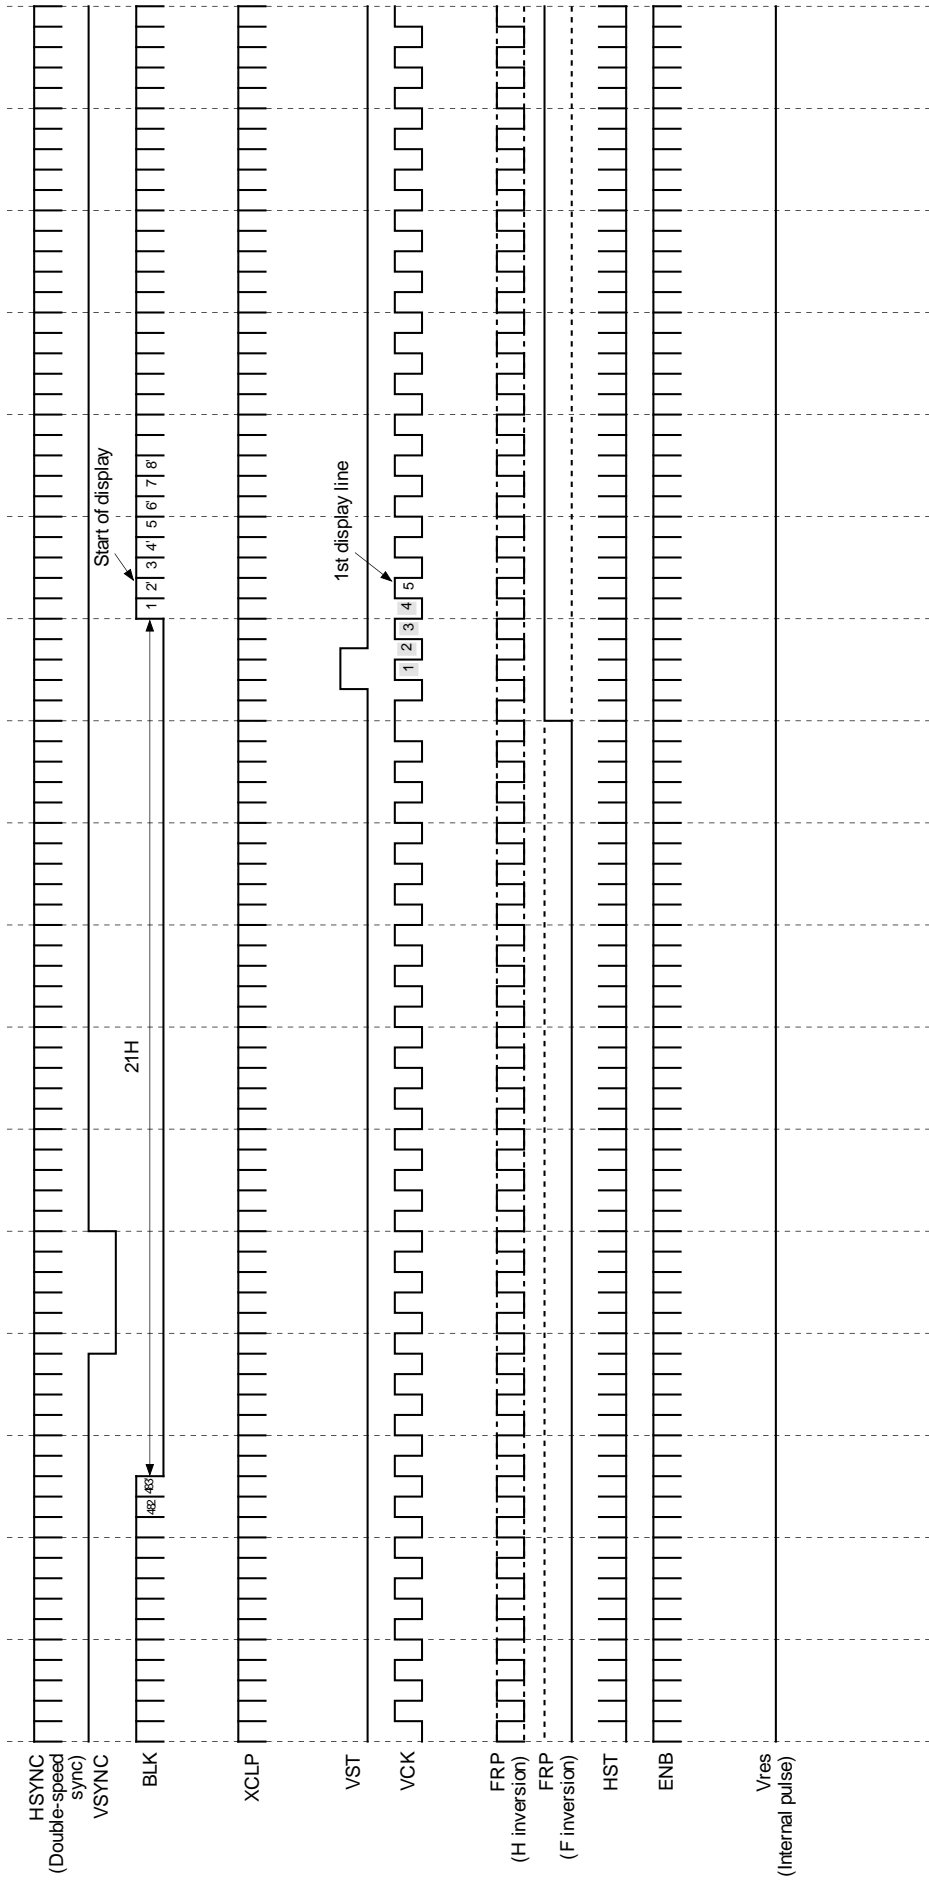 HSYNC
(Double-speed
sync)
VSYNC
BLK
482 483'
21H
1 2' 3 4' 5 6' 7 8'
Start of display
XCLP
VST
VCK
1 2 3 4 5
1st display line
FRP
(H inversion)
FRP
(F inversion)
HST
ENB
Vres
(Internal pulse)